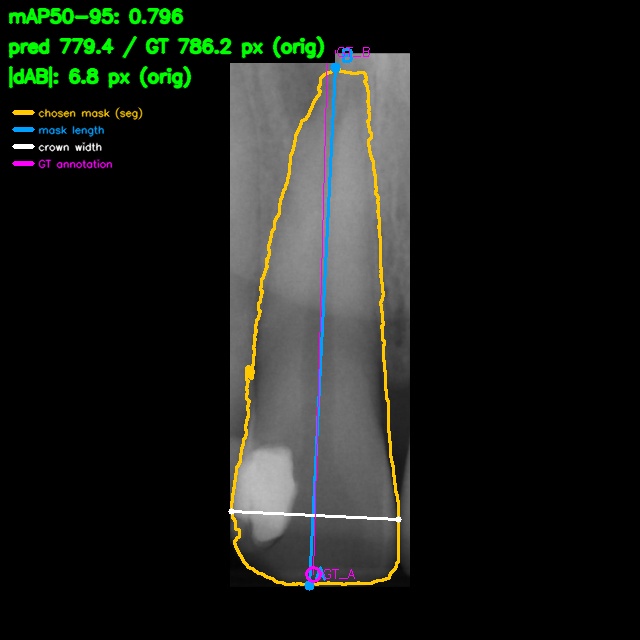 mAP50-95: 0.796
pred 779.4 / GT 786.2 px (orig)
|dAB|: 6.8 px (orig)
chosen mask (seg)
mask length
crown width
GT annotation
GT_B
B
A
GT_A